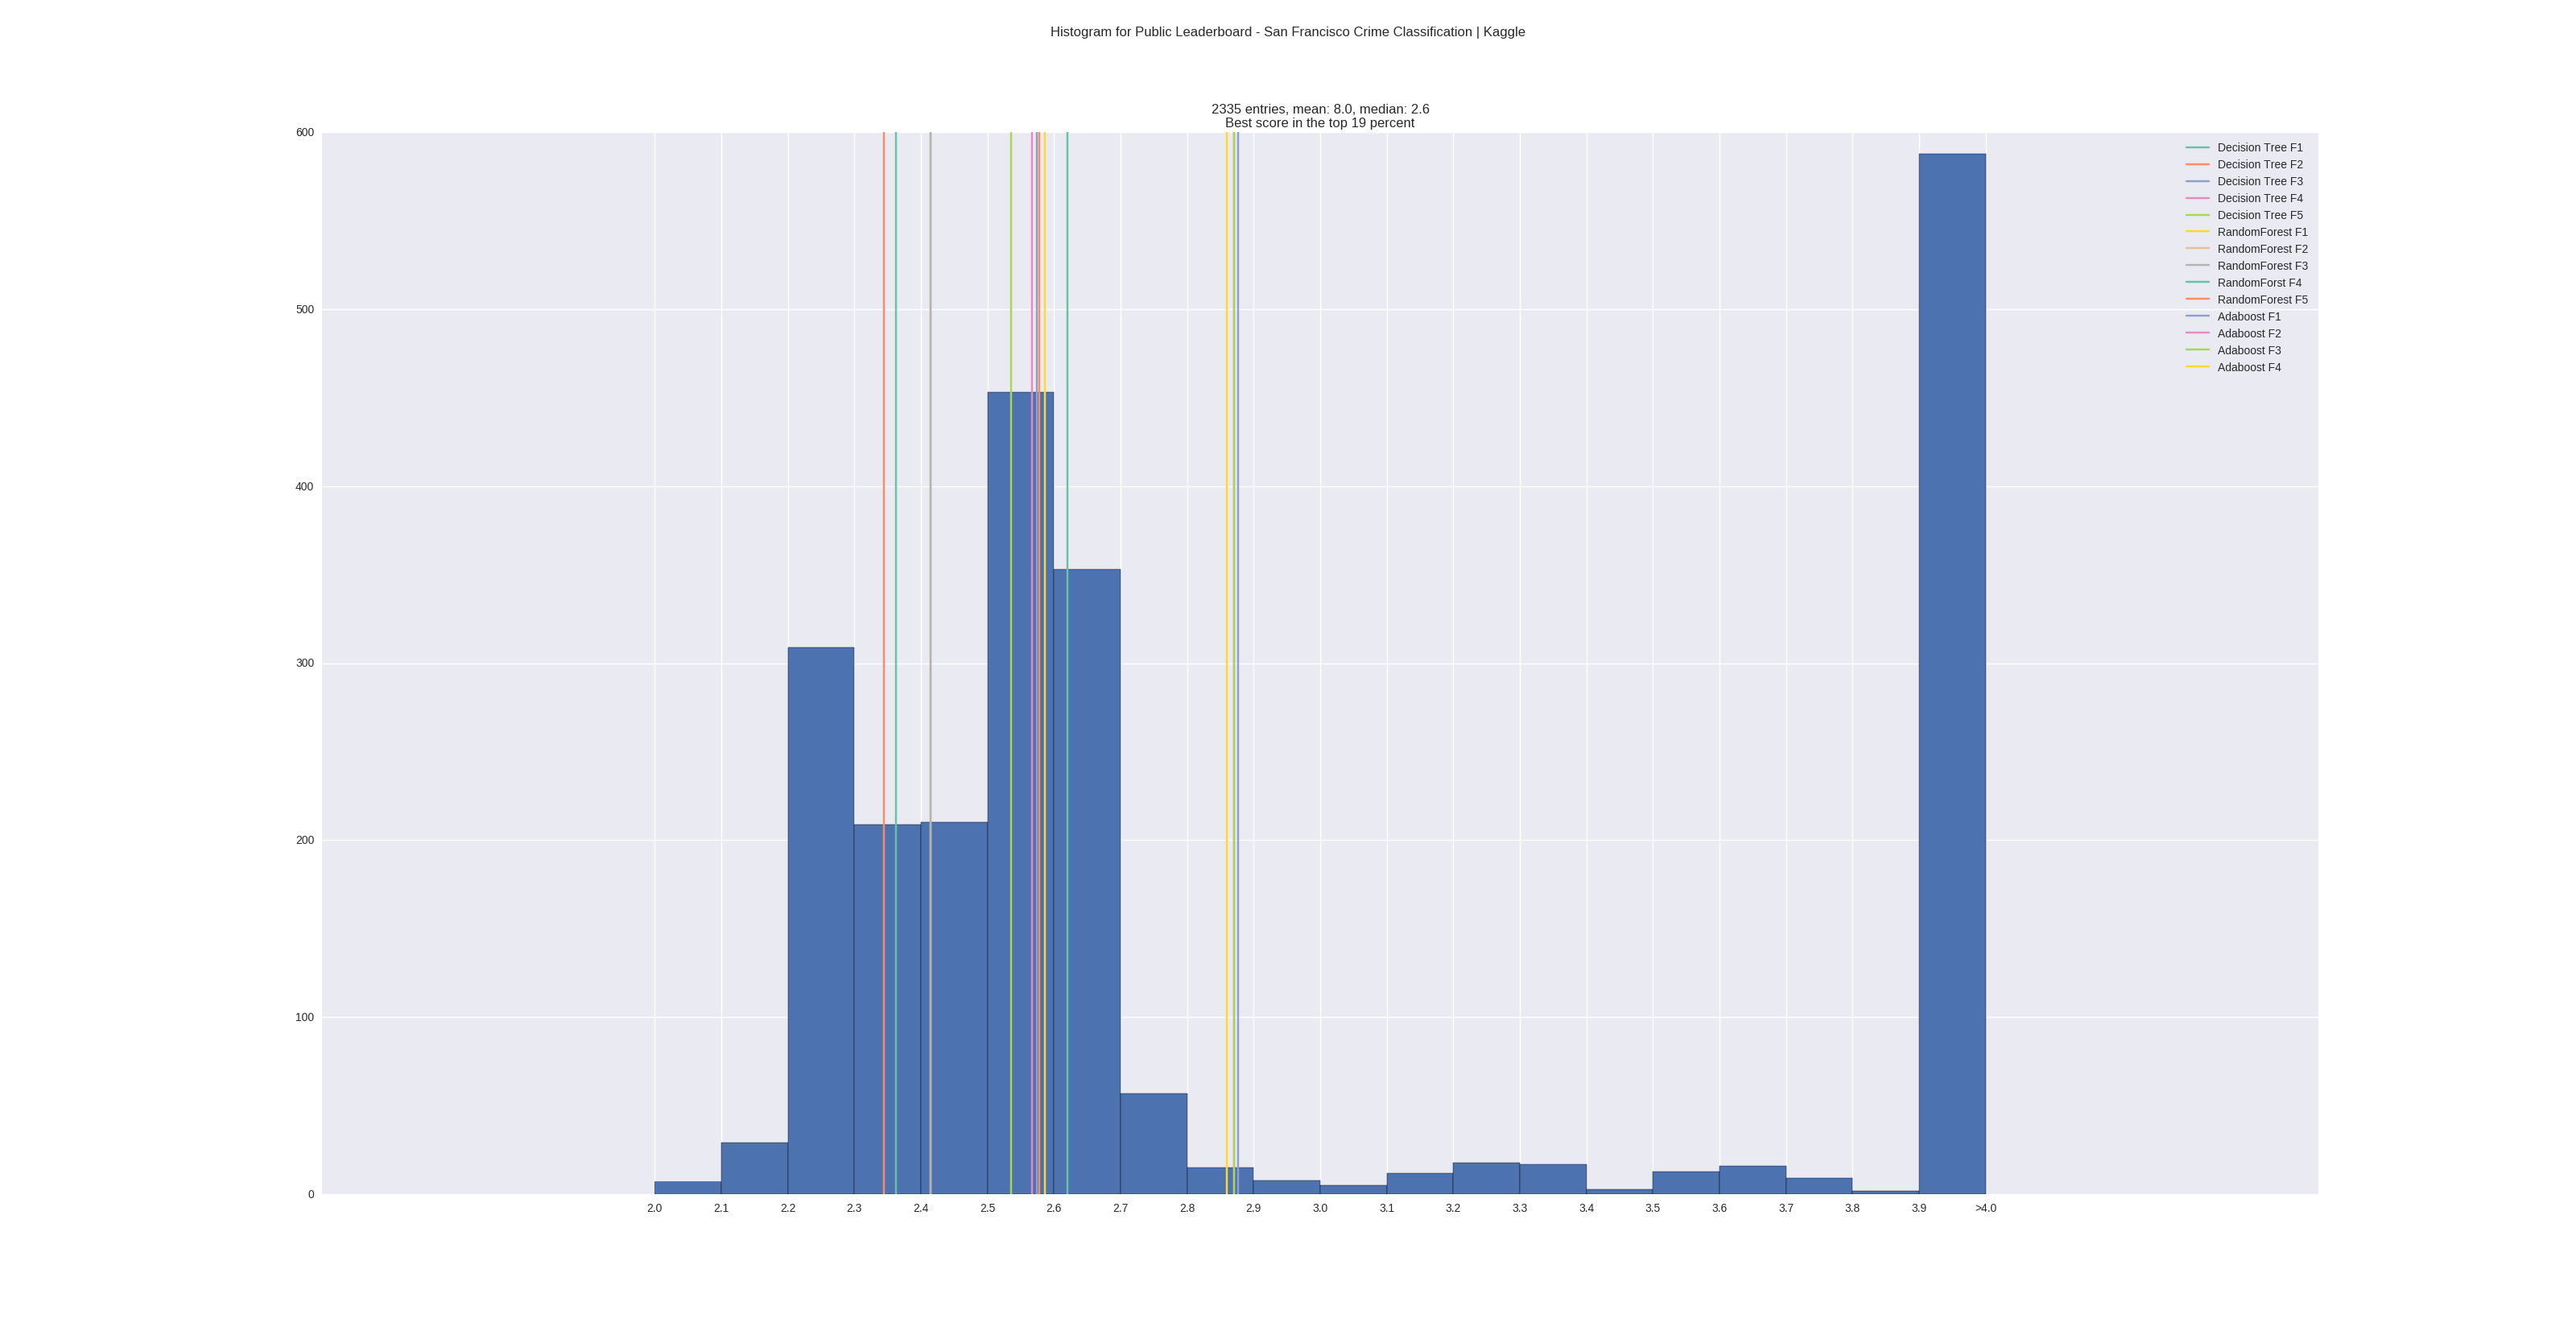 Histogram for Public Leaderboard - San Francisco Crime Classification | Kaggle
2335 entries, mean: 8.0, median: 2.6
Best score in the top 19 percent
600
500
400
300
200
100
0
Decision Tree F1
Decision Tree F2
Decision Tree F3
Decision Tree F4
Decision Tree F5
RandomForest F1
RandomForest F2
RandomForest F3
RandomForst F4
RandomForest F5
Adaboost F1
Adaboost F2
Adaboost F3
Adaboost F4
2.0 2.1 2.2 2.3 2.4 2.5 2.6 2.7 2.8 2.9 3.0 3.1 3.2 3.3 3.4 3.5 3.6 3.7 3.8 3.9 >4.0